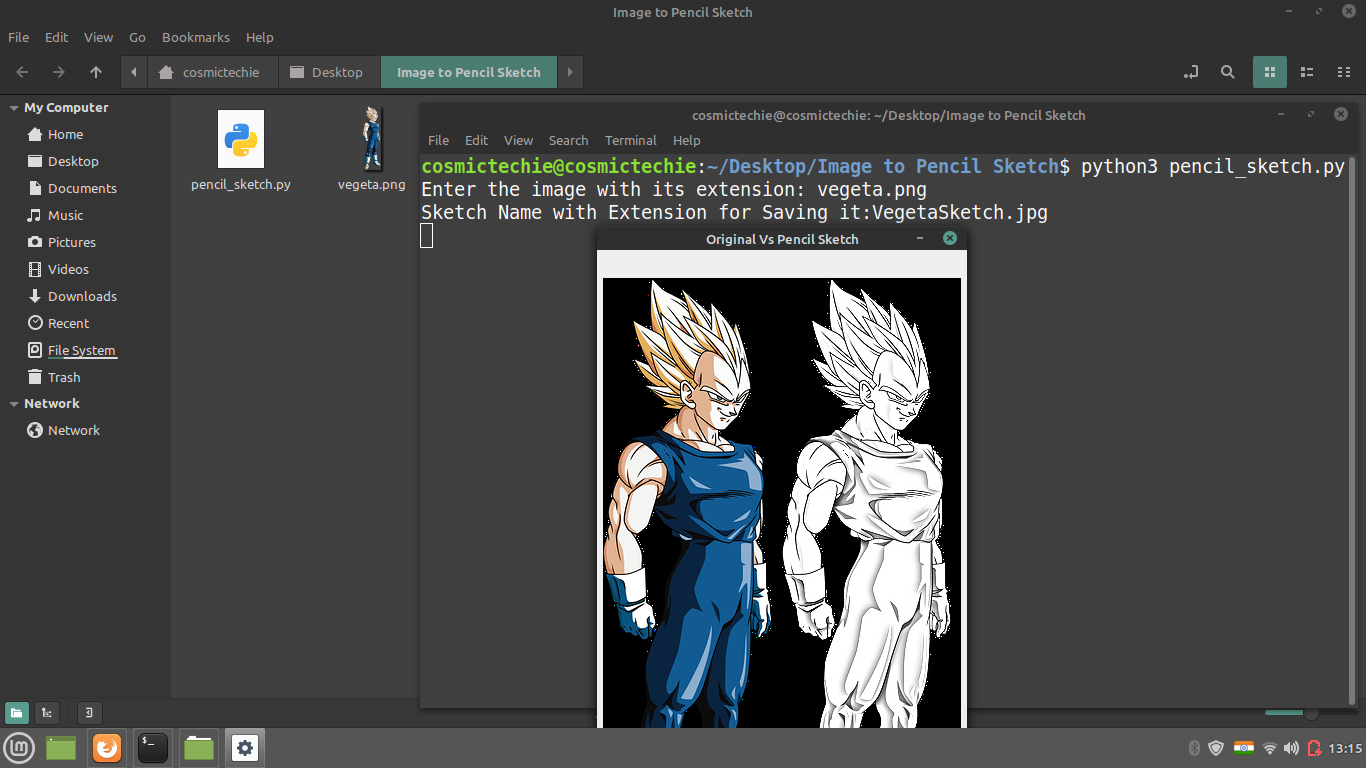 Image to Pencil Sketch
File Edit View Go Bookmarks Help
cosmictechie Desktop Image to Pencil Sketch
My Computer
Home
Desktop
Documents
Music
Pictures
Videos
Downloads
Recent
File System
Trash
Network
Network
pencil_sketch.py
vegeta.png
cosmictechie@cosmictechie: ~/Desktop/Image to Pencil Sketch
File Edit View Search Terminal Help
cosmictechie@cosmictechie:~/Desktop/Image to Pencil Sketch$ python3 pencil_sketch.py
Enter the image with its extension: vegeta.png
Sketch Name with Extension for Saving it:VegetaSketch.jpg
Original Vs Pencil Sketch
$_
13:15